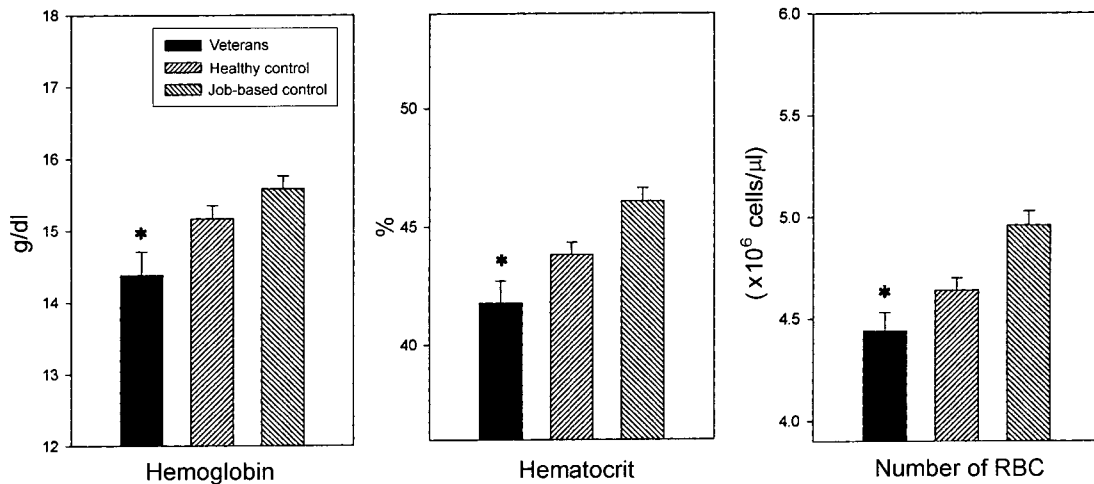 18
17
16
15
14
13
12
g/dl
Veterans
Healthy control
Job-based control
*
Hemoglobin
50
45
40
%
*
Hematocrit
6.0
5.5
5.0
4.5
4.0
(x10⁶ cells/µl)
*
Number of RBC